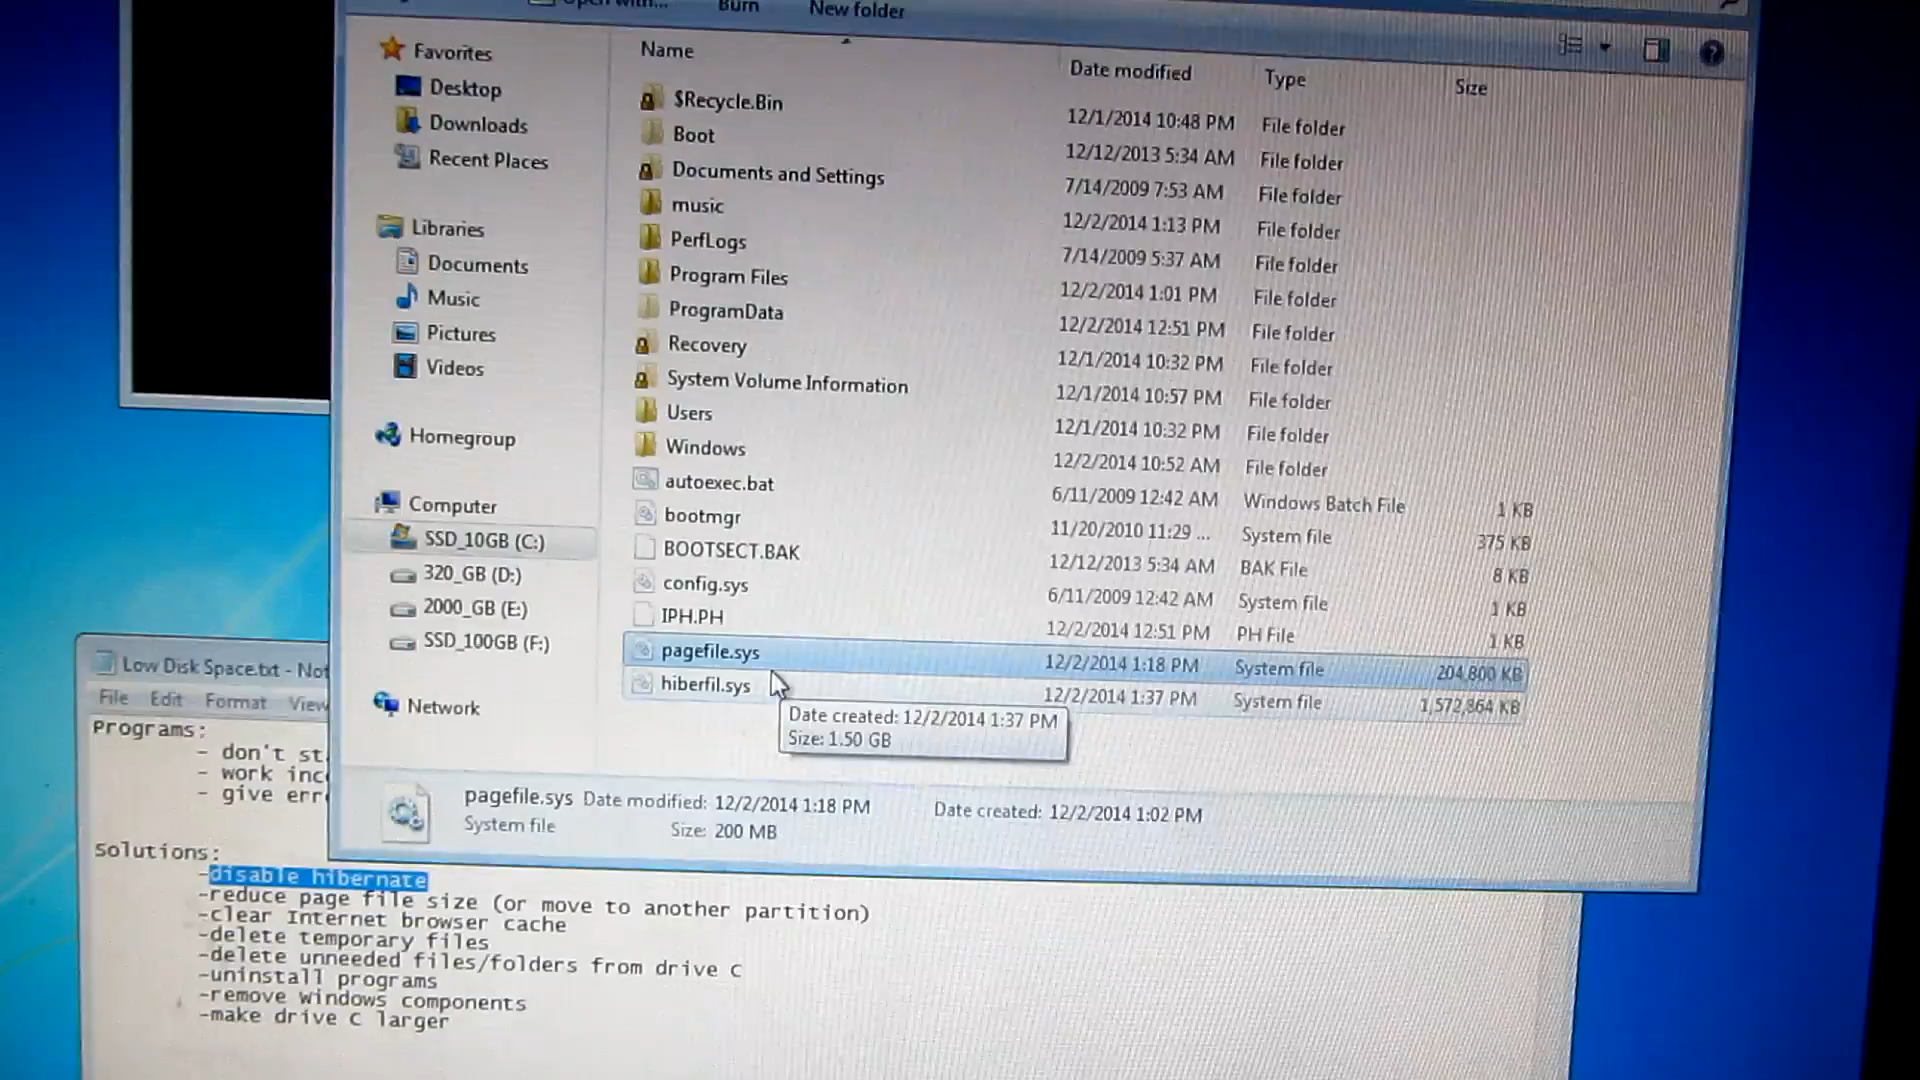 Burn New folder
Favorites
Desktop
Downloads
Recent Places
Libraries
Documents
Music
Pictures
Videos
Homegroup
Computer
SSD_10GB (C:)
320_GB (D:)
2000_GB (E:)
SSD_100GB (F:)
Network
Name Date modified Type Size
$Recycle.Bin 12/1/2014 10:48 PM File folder
Boot 12/12/2013 5:34 AM File folder
Documents and Settings 7/14/2009 7:53 AM File folder
music 12/2/2014 1:13 PM File folder
PerfLogs 7/14/2009 5:37 AM File folder
Program Files 12/2/2014 1:01 PM File folder
ProgramData 12/2/2014 12:51 PM File folder
Recovery 12/1/2014 10:32 PM File folder
System Volume Information 12/1/2014 10:57 PM File folder
Users 12/1/2014 10:32 PM File folder
Windows 12/2/2014 10:52 AM File folder
autoexec.bat 6/11/2009 12:42 AM Windows Batch File 1 KB
bootmgr 11/20/2010 11:29 ... System file 375 KB
BOOTSECT.BAK 12/12/2013 5:34 AM BAK File 8 KB
config.sys 6/11/2009 12:42 AM System file 1 KB
IPH.PH 12/2/2014 12:51 PM PH File 1 KB
pagefile.sys 12/2/2014 1:18 PM System file 204,800 KB
hiberfil.sys 12/2/2014 1:37 PM System file 1,572,864 KB
Date created: 12/2/2014 1:37 PM
Size: 1.50 GB
pagefile.sys Date modified: 12/2/2014 1:18 PM Date created: 12/2/2014 1:02 PM
System file Size: 200 MB
Low Disk Space.txt - Not
File Edit Format View
Programs:
- don't st
- work inc
- give err
Solutions:
-disable hibernate
-reduce page file size (or move to another partition)
-clear Internet browser cache
-delete temporary files
-delete unneeded files/folders from drive C
-uninstall programs
-remove windows components
-make drive C larger